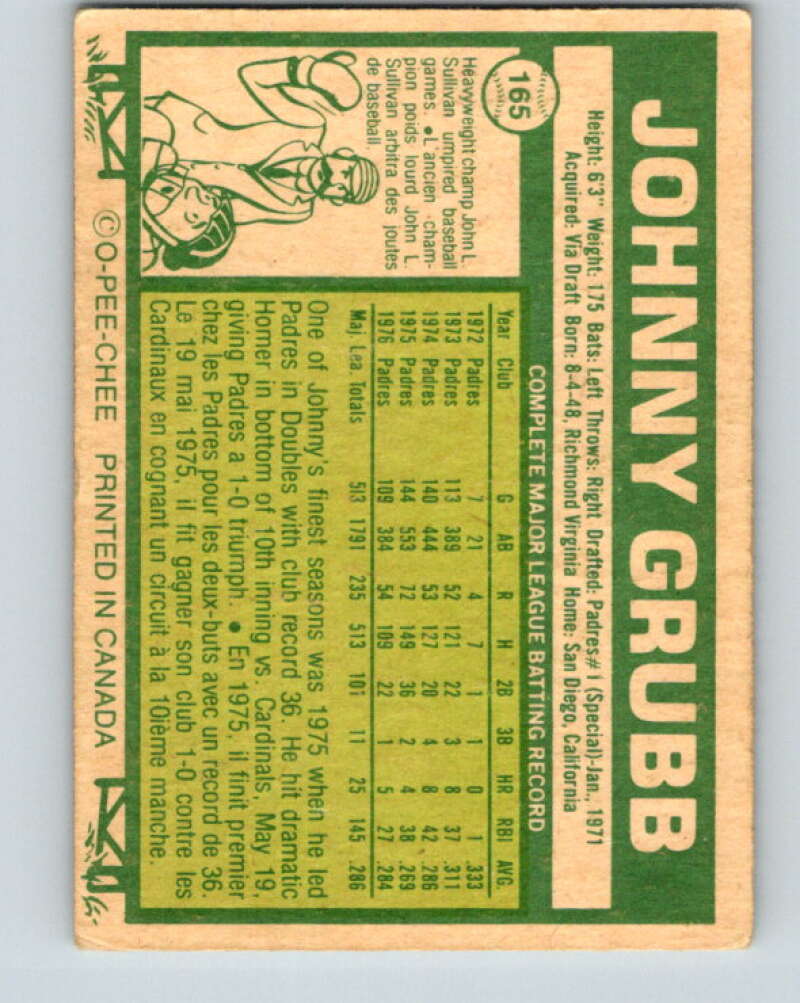 JOHNNY GRUBB
Height: 6'3" Weight: 175 Bats: Left Throws: Right Drafted: Padres #1 (Special)-Jan., 1971
Acquired: Via Draft Born: 8-4-48, Richmond Virginia Home: San Diego, California
165
Heavyweight champ John L.
Sullivan umpired baseball
games. • L'ancien cham-
pion poids lourd John L.
Sullivan arbitra des joutes
de baseball.
COMPLETE MAJOR LEAGUE BATTING RECORD
Year Club G AB R H 2B 3B HR RBI AVG.
1972 Padres 7 21 4 7 1 1 0 1 .333
1973 Padres 113 389 52 121 22 3 8 37 .311
1974 Padres 140 444 53 127 20 4 8 42 .286
1975 Padres 144 553 72 149 36 2 4 38 .269
1976 Padres 109 384 54 109 22 1 5 27 .284
Maj. Lea. Totals 513 1791 235 513 101 11 25 145 .286
One of Johnny's finest seasons was 1975 when he led
Padres in Doubles with club record 36. He hit dramatic
Homer in bottom of 10th inning vs. Cardinals, May 19,
giving Padres a 1-0 triumph. • En 1975, il finit premier
chez les Padres pour les deux-buts avec un record de 36.
Le 19 mai 1975, il fit gagner son club 1-0 contre les
Cardinaux en cognant un circuit à la 10ième manche.
©O-PEE-CHEE PRINTED IN CANADA